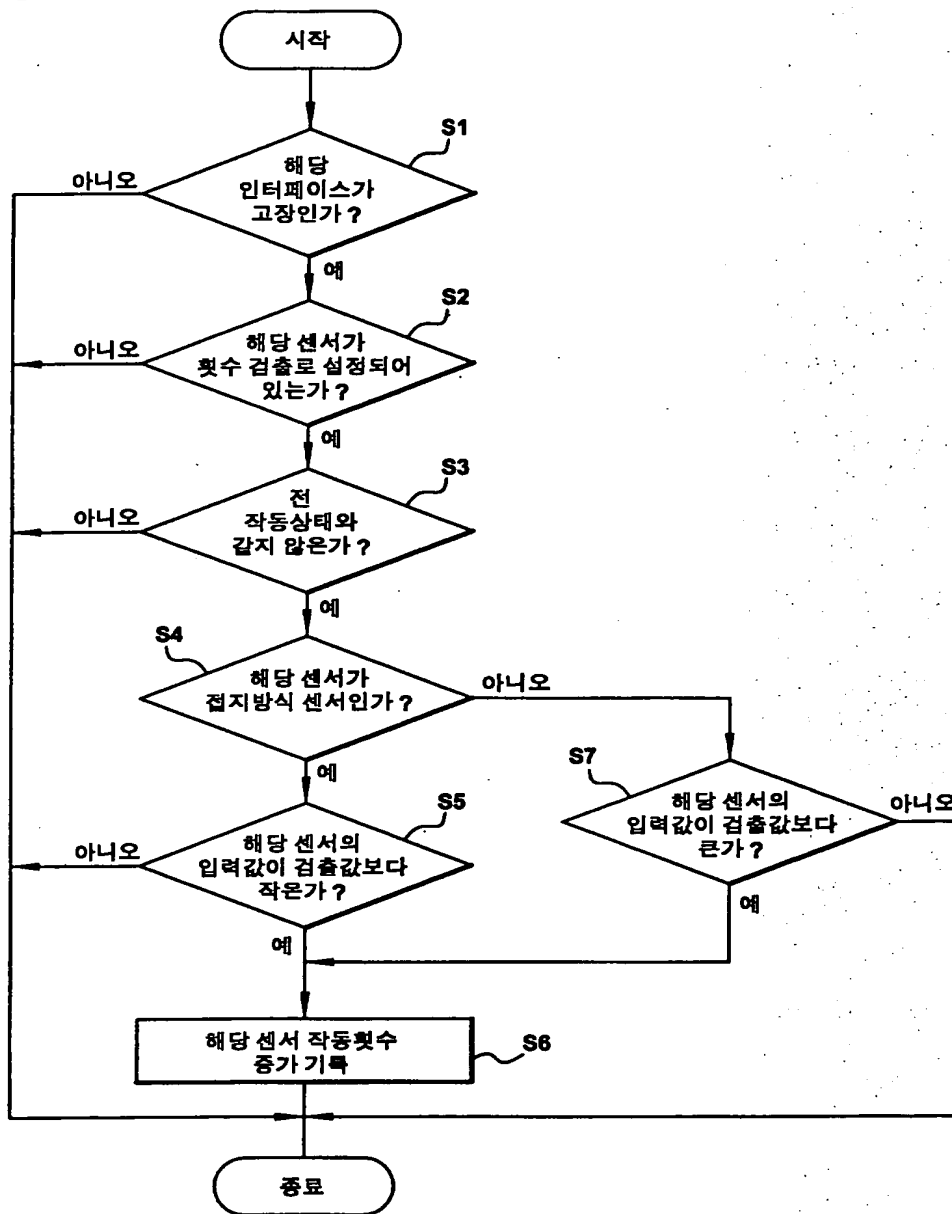 시작
S1
해당
인터페이스가
고장인가 ?
아니오
예
S2
해당 센서가
횟수 검출로 설정되어
있는가 ?
아니오
예
S3
전
작동상태와
같지 않은가 ?
아니오
예
S4
해당 센서가
접지방식 센서인가 ?
아니오
예
S5
해당 센서의
입력값이 검출값보다
작은가 ?
아니오
예
S7
해당 센서의
입력값이 검출값보다
큰가 ?
아니오
예
해당 센서 작동횟수
증가 기록
S6
종료